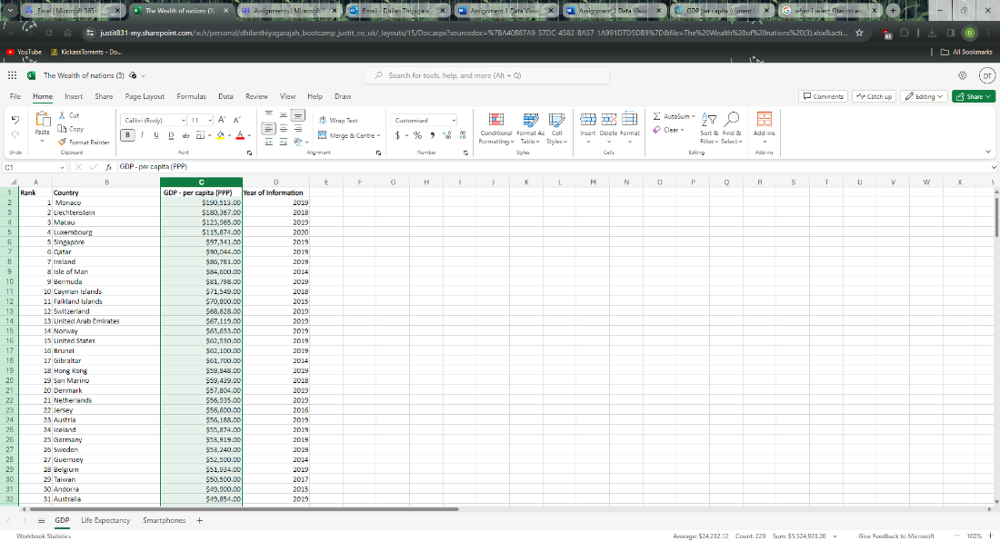 Excel | Microsoft 365
The Wealth of nations (3)
Assignments | Microsoft
Email - Dhilan Thiyagara
Assignment 1 Data Visua
Assignment 1 Data Visua
GDP per capita (current
when I select filter on exc
justit831-my.sharepoint.com/:x:/r/personal/dhilanthiyagarajah_bootcamp_justit_co_uk/_layouts/15/Doc.aspx?sourcedoc=%7BA40B87A9-57DC-4582-BA57-1A991D7D5DB9%7D&file=The%20Wealth%20of%20nations%20(3).xlsx&acti...
YouTube KickassTorrents - Do... All Bookmarks
The Wealth of nations (3) Search for tools, help, and more (Alt + Q) DT
File Home Insert Share Page Layout Formulas Data Review View Help Draw Comments Catch up Editing Share
Paste Cut Copy Format Painter Calibri (Body) 11 Wrap Text Merge & Centre Customised Conditional Formatting Format As Table Cell Styles Insert Delete Format AutoSum Clear Sort & Filter Find & Select Add-ins
Undo Clipboard Font Alignment Number Styles Cells Editing Add-ins
C1 fx GDP - per capita (PPP)
A B C D E F G H I J K L M N O P Q R S T U V W X Y
1 Rank Country GDP - per capita (PPP) Year of Information
2 1 Monaco $190,513.00 2019
3 2 Liechtenstein $180,367.00 2018
4 3 Macau $123,965.00 2019
5 4 Luxembourg $115,874.00 2020
6 5 Singapore $97,341.00 2019
7 6 Qatar $90,044.00 2019
8 7 Ireland $86,781.00 2019
9 8 Isle of Man $84,600.00 2014
10 9 Bermuda $81,798.00 2019
11 10 Cayman Islands $71,549.00 2018
12 11 Falkland Islands $70,800.00 2015
13 12 Switzerland $68,628.00 2019
14 13 United Arab Emirates $67,119.00 2019
15 14 Norway $63,633.00 2019
16 15 United States $62,530.00 2019
17 16 Brunei $62,100.00 2019
18 17 Gibraltar $61,700.00 2014
19 18 Hong Kong $59,848.00 2019
20 19 San Marino $59,439.00 2018
21 20 Denmark $57,804.00 2019
22 21 Netherlands $56,935.00 2019
23 22 Jersey $56,600.00 2016
24 23 Austria $56,188.00 2019
25 24 Iceland $55,874.00 2019
26 25 Germany $53,919.00 2019
27 26 Sweden $53,240.00 2019
28 27 Guernsey $52,500.00 2014
29 28 Belgium $51,934.00 2019
30 29 Taiwan $50,500.00 2017
31 30 Andorra $49,900.00 2015
32 31 Australia $49,854.00 2019
GDP Life Expectancy Smartphones
Workbook Statistics Average: $24,232.12 Count: 229 Sum: $5,524,923.20 Give Feedback to Microsoft 100%